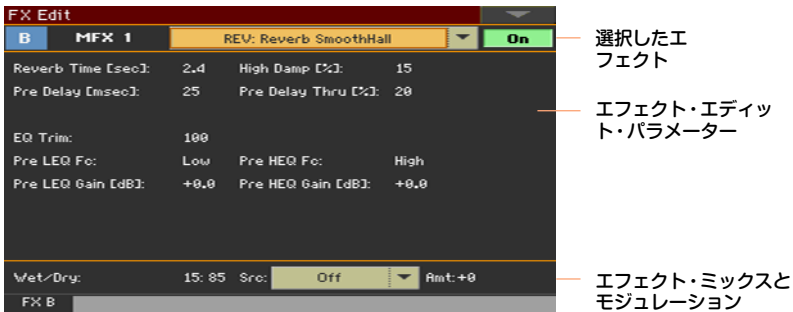 FX Edit
B MFX 1 REV: Reverb SmoothHall On
選択したエ
フェクト
Reverb Time [sec]: 2.4 High Damp [%]: 15
Pre Delay [msec]: 25 Pre Delay Thru [%]: 20
エフェクト・エディッ
ト・パラメーター
EQ Trim: 100
Pre LEQ Fc: Low Pre HEQ Fc: High
Pre LEQ Gain [dB]: +0.0 Pre HEQ Gain [dB]: +0.0
Wet/Dry: 15: 85 Src: Off Amt:+0
エフェクト・ミックスと
モジュレーション
FX B